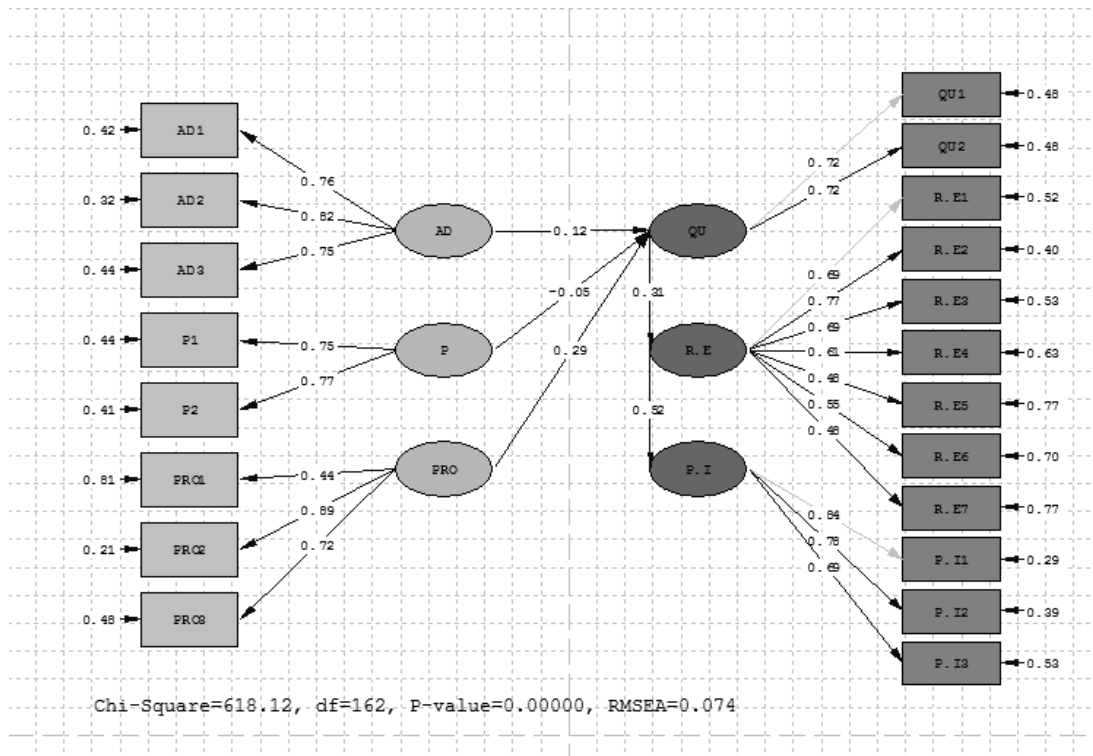 QU1
0.48
0.42
AD1
QU2
0.48
0.76
0.72
0.72
0.32
AD2
R.E1
0.52
0.82
AD
0.12
QU
0.75
R.E2
0.40
0.44
AD3
0.69
-0.05
0.31
0.77
R.E3
0.53
0.69
0.44
P1
0.75
P
0.29
R.E
0.61
R.E4
0.63
0.48
0.77
0.55
R.E5
0.77
0.41
P2
0.52
0.48
R.E6
0.70
PRO
P.I
0.81
PRO1
0.44
0.89
R.E7
0.77
0.84
0.72
0.78
0.21
PRO2
P.I1
0.29
0.69
P.I2
0.39
0.48
PRO3
P.I3
0.53
Chi-Square=618.12, df=162, P-value=0.00000, RMSEA=0.074